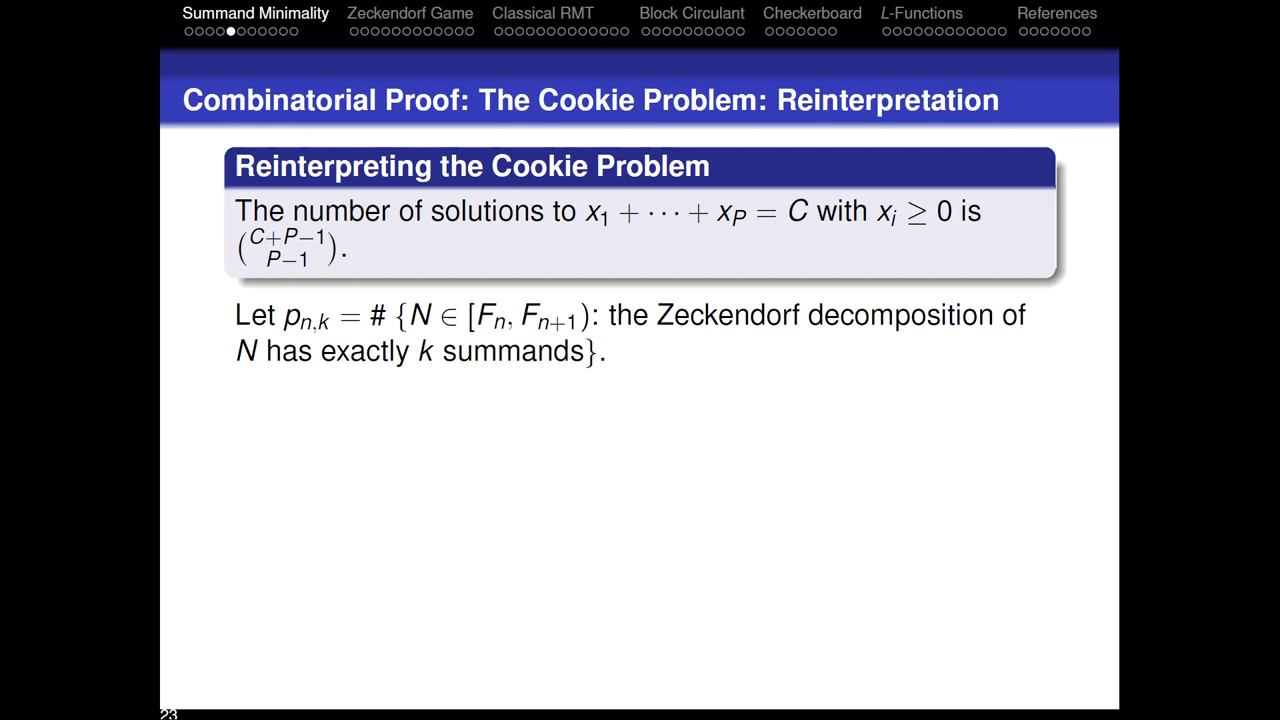 Summand Minimality Zeckendorf Game Classical RMT Block Circulant Checkerboard L-Functions References
Combinatorial Proof: The Cookie Problem: Reinterpretation
Reinterpreting the Cookie Problem
The number of solutions to x₁ + ⋯ + x_P = C with xᵢ ≥ 0 is
(C+P−1 P−1).
Let pₙ,ₖ = # {N ∈ [Fₙ, Fₙ₊₁): the Zeckendorf decomposition of
N has exactly k summands}.
23